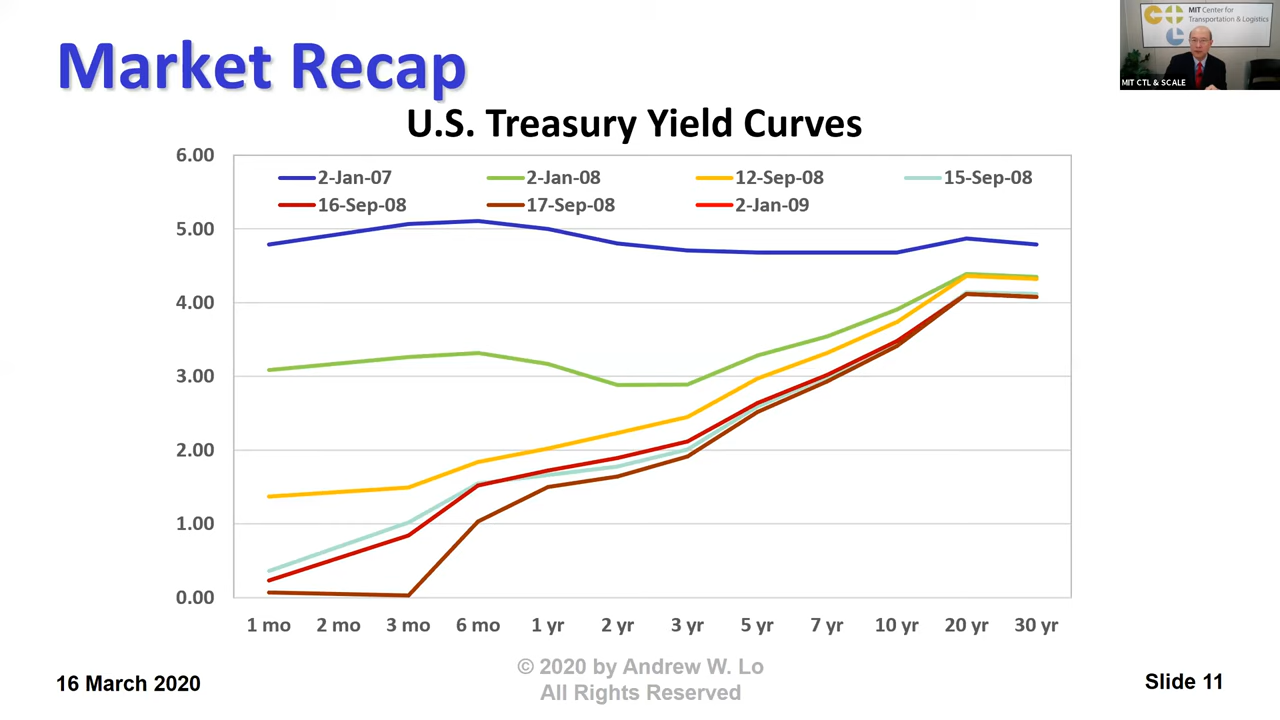 Market Recap
MIT Center for
Transportation & Logistics
MIT CTL & SCALE
U.S. Treasury Yield Curves
6.00
5.00
4.00
3.00
2.00
1.00
0.00
2-Jan-07 2-Jan-08 12-Sep-08 15-Sep-08
16-Sep-08 17-Sep-08 2-Jan-09
1 mo 2 mo 3 mo 6 mo 1 yr 2 yr 3 yr 5 yr 7 yr 10 yr 20 yr 30 yr
16 March 2020
© 2020 by Andrew W. Lo
All Rights Reserved
Slide 11